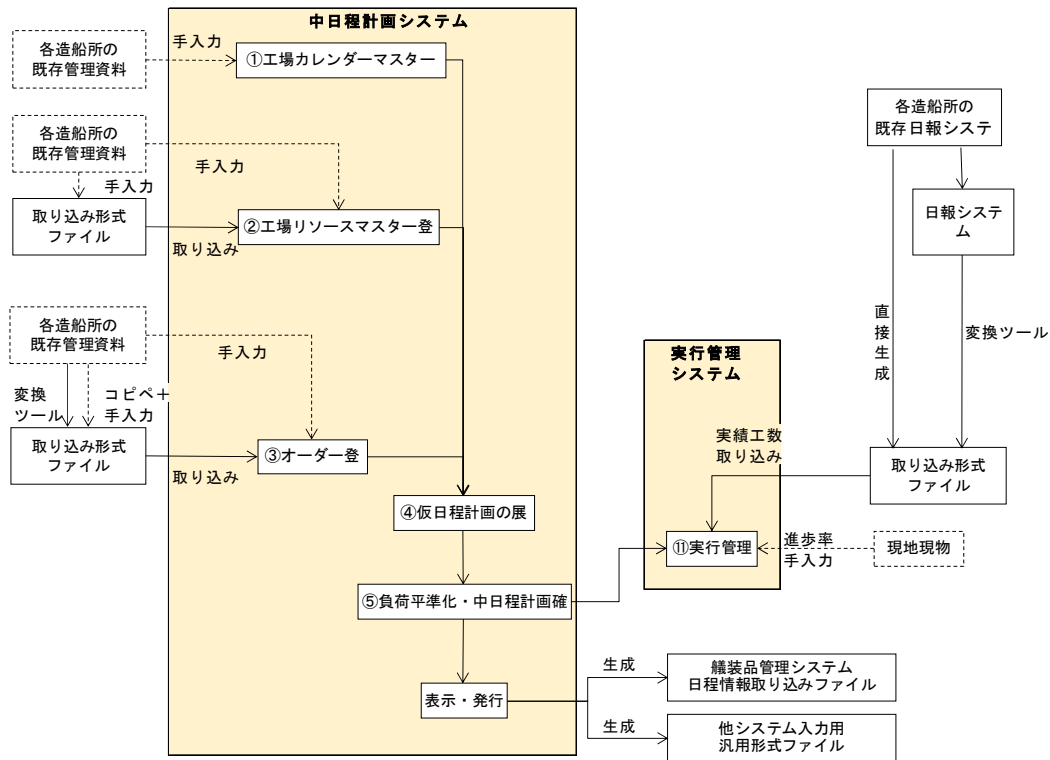 中日程計画システム
各造船所の
既存管理資料
手入力
①工場カレンダーマスター
各造船所の
既存管理資料
手入力
手入力
取り込み形式
ファイル
取り込み
②工場リソースマスター登
各造船所の
既存管理資料
手入力
変換
ツール
コピペ＋
手入力
取り込み形式
ファイル
取り込み
③オーダー登
④仮日程計画の展
⑤負荷平準化・中日程計画確
表示・発行
生成
艤装品管理システム
日程情報取り込みファイル
生成
他システム入力用
汎用形式ファイル
実行管理
システム
実績工数
取り込み
⑪実行管理
進歩率
手入力
現地現物
各造船所の
既存日報システ
日報システ
ム
直接生成
変換ツール
取り込み形式
ファイル